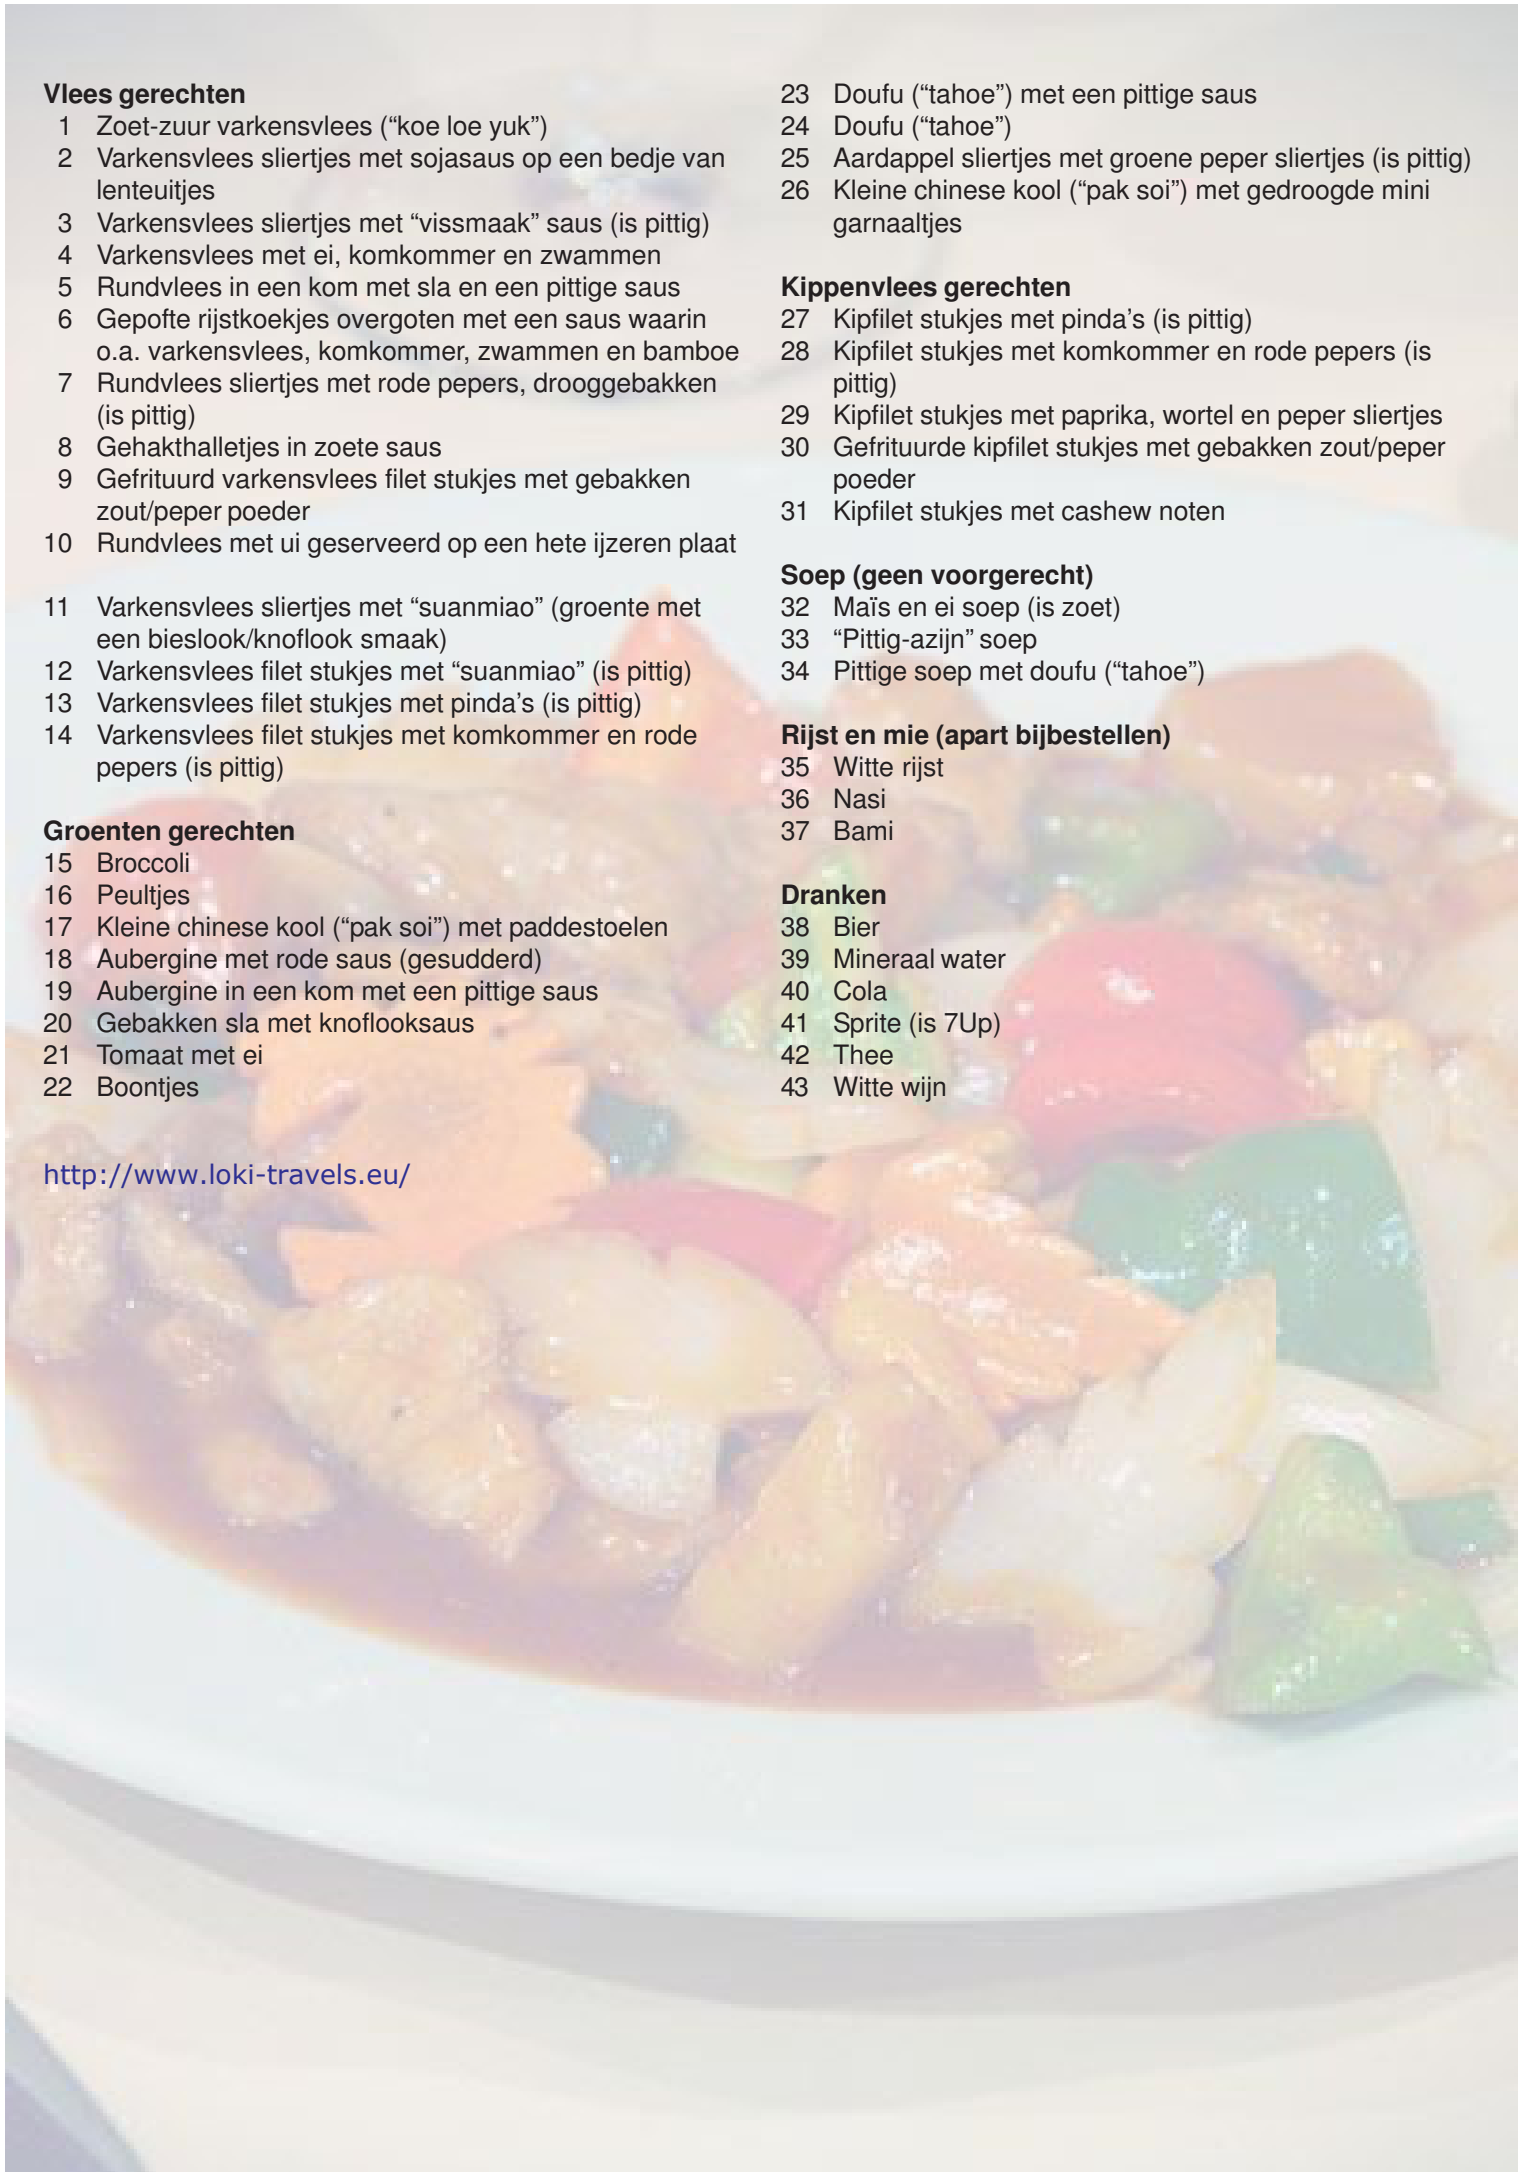 Vlees gerechten
1 Zoet-zuur varkensvlees (“koe loe yuk”)
2 Varkensvlees sliertjes met sojasaus op een bedje van
lenteuitjes
3 Varkensvlees sliertjes met “vissmaak” saus (is pittig)
4 Varkensvlees met ei, komkommer en zwammen
5 Rundvlees in een kom met sla en een pittige saus
6 Gepofte rijstkoekjes overgoten met een saus waarin
o.a. varkensvlees, komkommer, zwammen en bamboe
7 Rundvlees sliertjes met rode pepers, drooggebakken
(is pittig)
8 Gehakthalletjes in zoete saus
9 Gefrituurd varkensvlees filet stukjes met gebakken
zout/peper poeder
10 Rundvlees met ui geserveerd op een hete ijzeren plaat
11 Varkensvlees sliertjes met “suanmiao” (groente met
een bieslook/knoflook smaak)
12 Varkensvlees filet stukjes met “suanmiao” (is pittig)
13 Varkensvlees filet stukjes met pinda’s (is pittig)
14 Varkensvlees filet stukjes met komkommer en rode
pepers (is pittig)
Groenten gerechten
15 Broccoli
16 Peultjes
17 Kleine chinese kool (“pak soi”) met paddestoelen
18 Aubergine met rode saus (gesudderd)
19 Aubergine in een kom met een pittige saus
20 Gebakken sla met knoflooksaus
21 Tomaat met ei
22 Boontjes
http://www.loki-travels.eu/
23 Doufu (“tahoe”) met een pittige saus
24 Doufu (“tahoe”)
25 Aardappel sliertjes met groene peper sliertjes (is pittig)
26 Kleine chinese kool (“pak soi”) met gedroogde mini
garnaaltjes
Kippenvlees gerechten
27 Kipfilet stukjes met pinda’s (is pittig)
28 Kipfilet stukjes met komkommer en rode pepers (is
pittig)
29 Kipfilet stukjes met paprika, wortel en peper sliertjes
30 Gefrituurde kipfilet stukjes met gebakken zout/peper
poeder
31 Kipfilet stukjes met cashew noten
Soep (geen voorgerecht)
32 Maïs en ei soep (is zoet)
33 “Pittig-azijn” soep
34 Pittige soep met doufu (“tahoe”)
Rijst en mie (apart bijbestellen)
35 Witte rijst
36 Nasi
37 Bami
Dranken
38 Bier
39 Mineraal water
40 Cola
41 Sprite (is 7Up)
42 Thee
43 Witte wijn